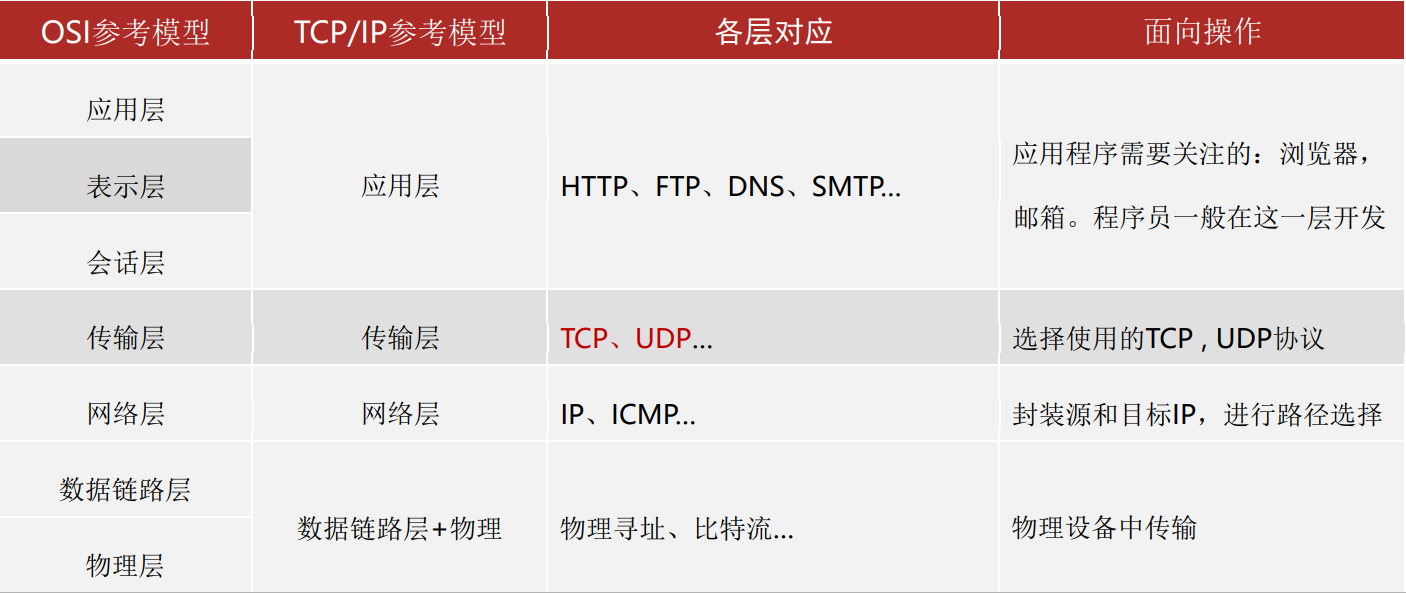 OSI参考模型 TCP/IP参考模型 各层对应 面向操作
应用层
表示层
会话层
应用层
HTTP、FTP、DNS、SMTP...
应用程序需要关注的：浏览器，
邮箱。程序员一般在这一层开发
传输层 传输层 TCP、UDP... 选择使用的TCP , UDP协议
网络层 网络层 IP、ICMP... 封装源和目标IP，进行路径选择
数据链路层
物理层
数据链路层+物理
物理寻址、比特流...
物理设备中传输